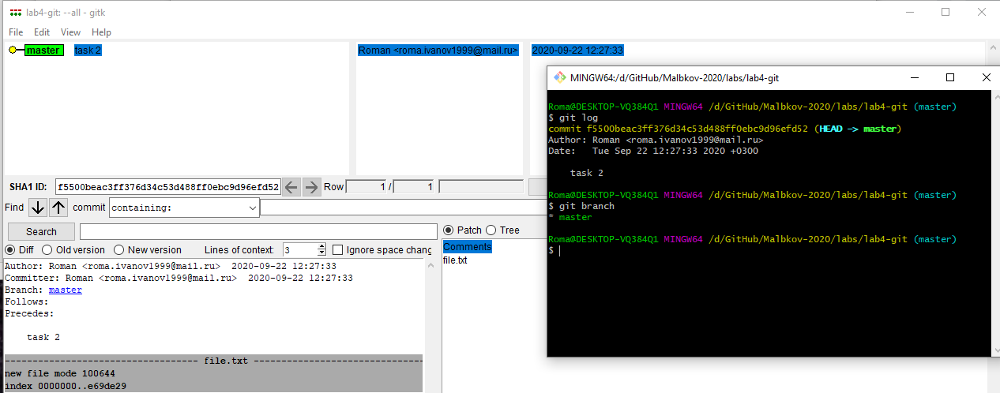 lab4-git: --all - gitk
File Edit View Help
master task 2 Roman <roma.ivanov1999@mail.ru> 2020-09-22 12:27:33
SHA1 ID: f5500beac3ff376d34c53d488ff0ebc9d96efd52 Row 1 / 1
Find commit containing:
Search
Diff Old version New version Lines of context: 3 Ignore space chang
Author: Roman <roma.ivanov1999@mail.ru> 2020-09-22 12:27:33
Committer: Roman <roma.ivanov1999@mail.ru> 2020-09-22 12:27:33
Branch: master
Follows:
Precedes:
task 2
---------------------------------- file.txt ----------------------------------
new file mode 100644
index 0000000..e69de29
Patch Tree
Comments
file.txt
MINGW64:/d/GitHub/Malbkov-2020/labs/lab4-git
Roma@DESKTOP-VQ384Q1 MINGW64 /d/GitHub/Malbkov-2020/labs/lab4-git (master)
$ git log
commit f5500beac3ff376d34c53d488ff0ebc9d96efd52 (HEAD -> master)
Author: Roman <roma.ivanov1999@mail.ru>
Date: Tue Sep 22 12:27:33 2020 +0300
task 2
Roma@DESKTOP-VQ384Q1 MINGW64 /d/GitHub/Malbkov-2020/labs/lab4-git (master)
$ git branch
* master
Roma@DESKTOP-VQ384Q1 MINGW64 /d/GitHub/Malbkov-2020/labs/lab4-git (master)
$